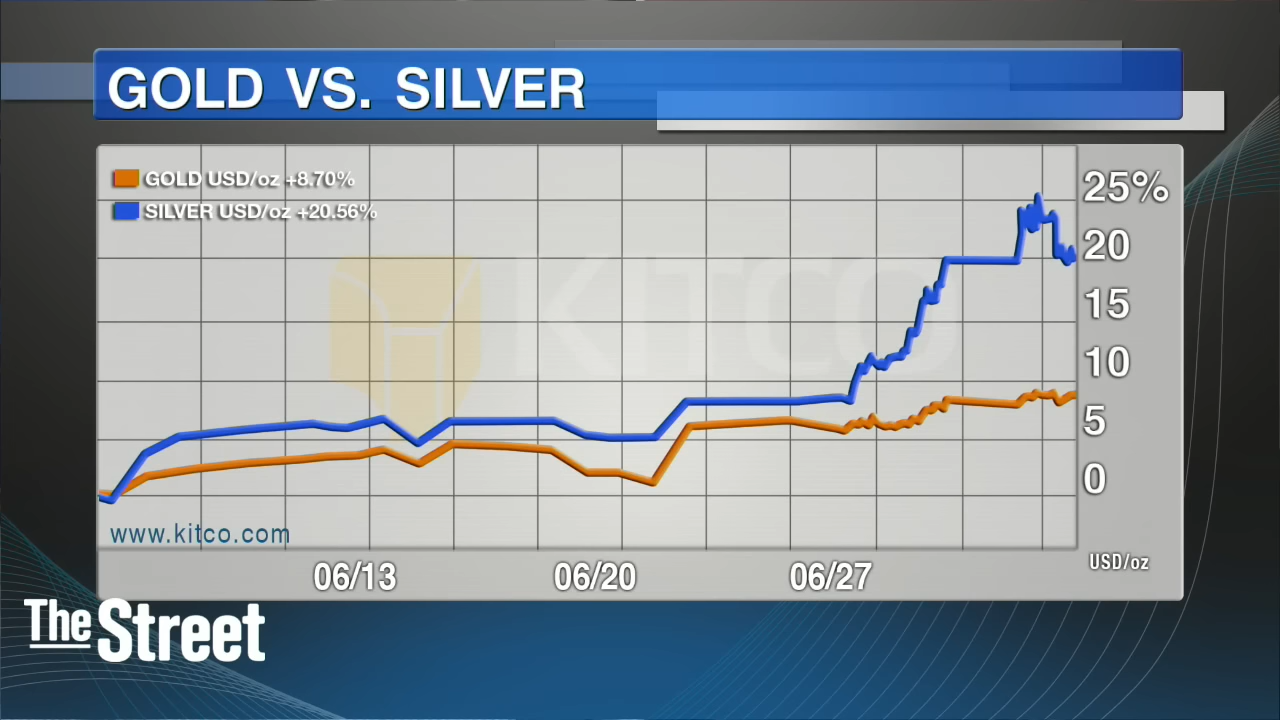 GOLD VS. SILVER
GOLD USD/oz +8.70%
SILVER USD/oz +20.56%
KITCO
25%
20
15
10
5
0
www.kitco.com
USD/oz
06/13 06/20 06/27
The Street